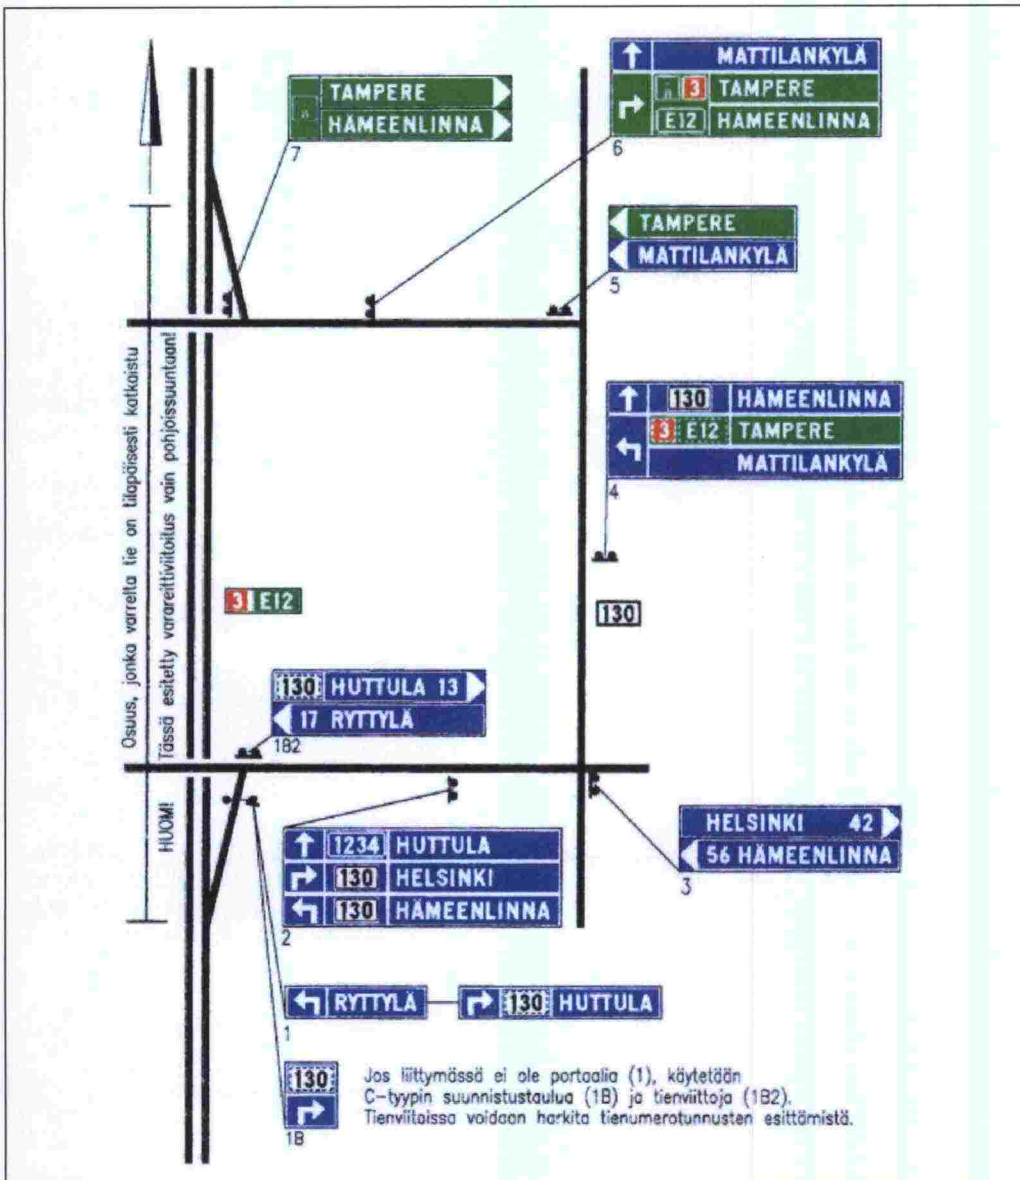 TAMPERE
HÄMEENLINNA
7
MATTILANKYLÄ
3 TAMPERE
E12 HÄMEENLINNA
6
TAMPERE
MATTILANKYLÄ
5
130 HÄMEENLINNA
3 E12 TAMPERE
MATTILANKYLÄ
4
Osuus, jonka varrelta tie on tilapäisesti katkaistu
HUOM! Tässä esitetty varareittiviitoitus vain pohjoissuuntaan!
3 E12
130
130 HUTTULA 13
17 RYTTYLÄ
1B2
1234 HUTTULA
130 HELSINKI
130 HÄMEENLINNA
2
HELSINKI 42
56 HÄMEENLINNA
3
RYTTYLÄ
130 HUTTULA
1
130
1B
Jos liittymässä ei ole portaalia (1), käytetään
C-tyypin suunnistustaulua (1B) ja tienviittoja (1B2).
Tienviitoissa voidaan harkita tienumerotunnusten esittämistä.